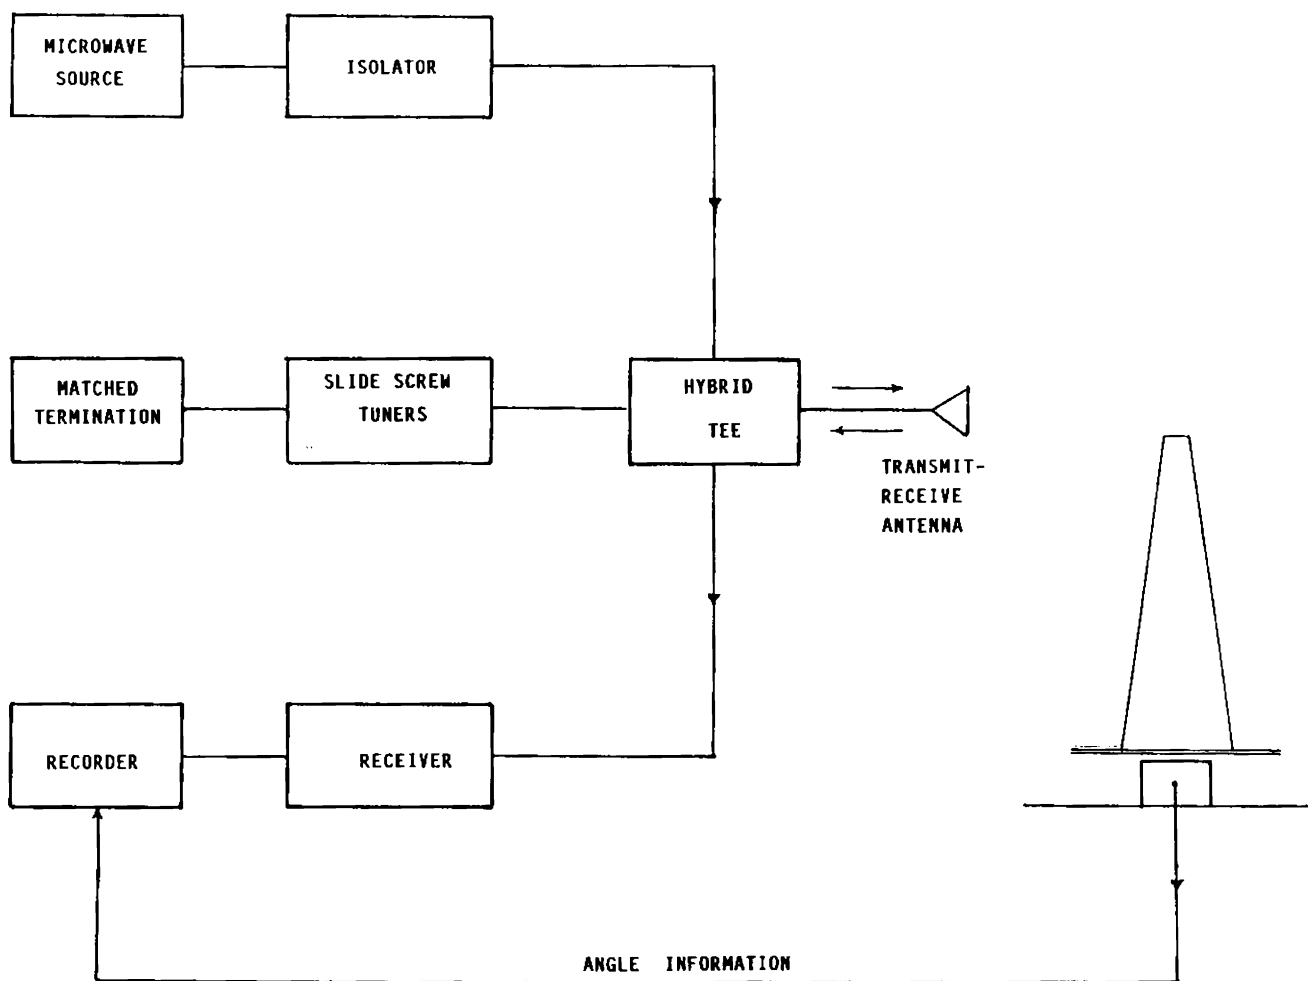 MICROWAVE
SOURCE
ISOLATOR
MATCHED
TERMINATION
SLIDE SCREW
TUNERS
HYBRID
TEE
TRANSMIT-
RECEIVE
ANTENNA
RECORDER
RECEIVER
ANGLE INFORMATION